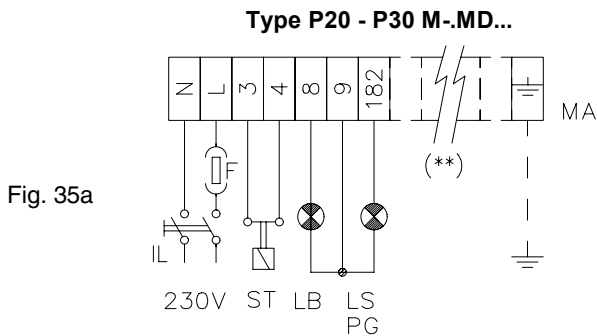 Type P20 - P30 M-.MD...
N L 3 4 8 9 182
MA
(**)
F
Fig. 35a
IL
230V ST LB LS
PG